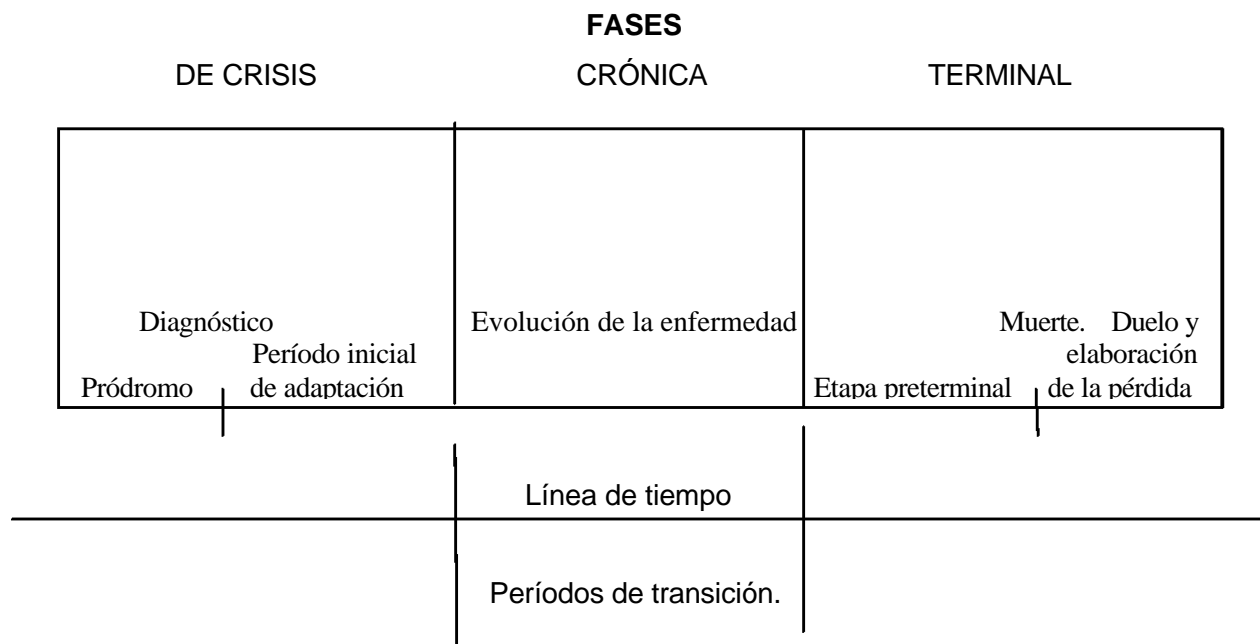 FASES
DE CRISIS CRÓNICA TERMINAL
Diagnóstico Evolución de la enfermedad Muerte. Duelo y
Período inicial elaboración
Pródromo de adaptación Etapa preterminal de la pérdida
Línea de tiempo
Períodos de transición.